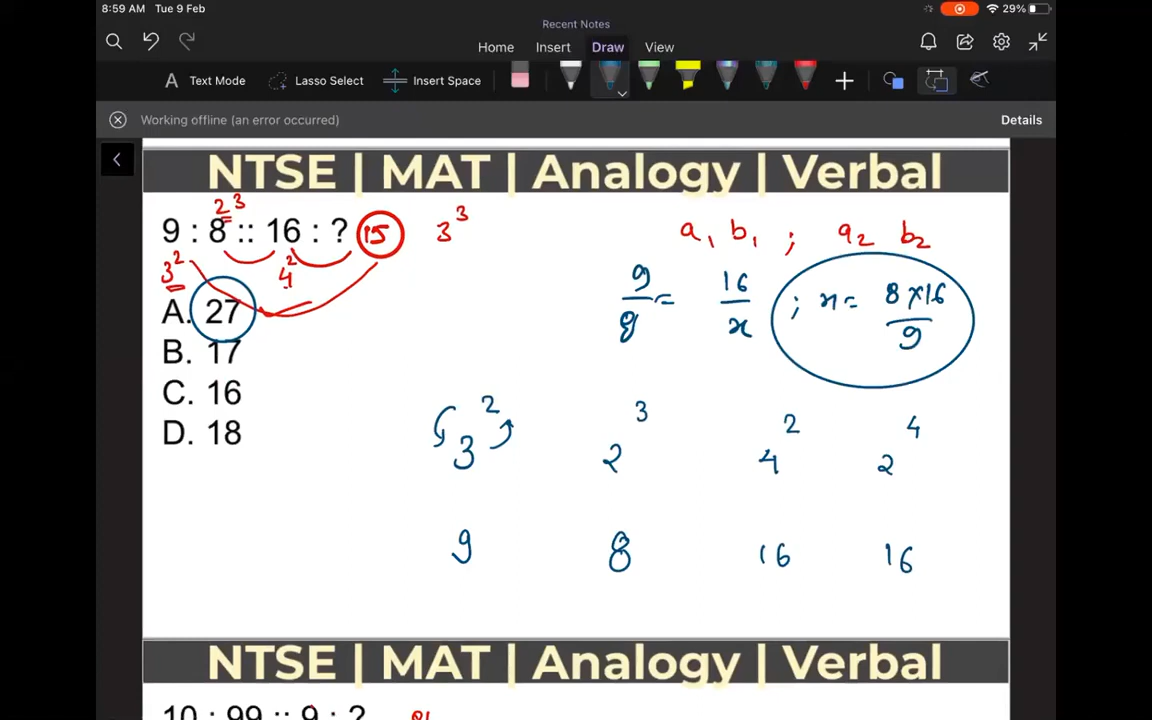 8:59 AM Tue 9 Feb
29%
Recent Notes
Home Insert Draw View
Text Mode Lasso Select Insert Space
Working offline (an error occurred)
Details
NTSE | MAT | Analogy | Verbal
2³
9 : 8 :: 16 : ? 15 3³
3² 4²
A. 27
B. 17
C. 16
D. 18
a₁ b₁ ; a₂ b₂
9/8 = 16/x ; x = 8×16/9
3² 2³ 4² 2⁴
9 8 16 16
NTSE | MAT | Analogy | Verbal
10 : 99 :: 9 : ?